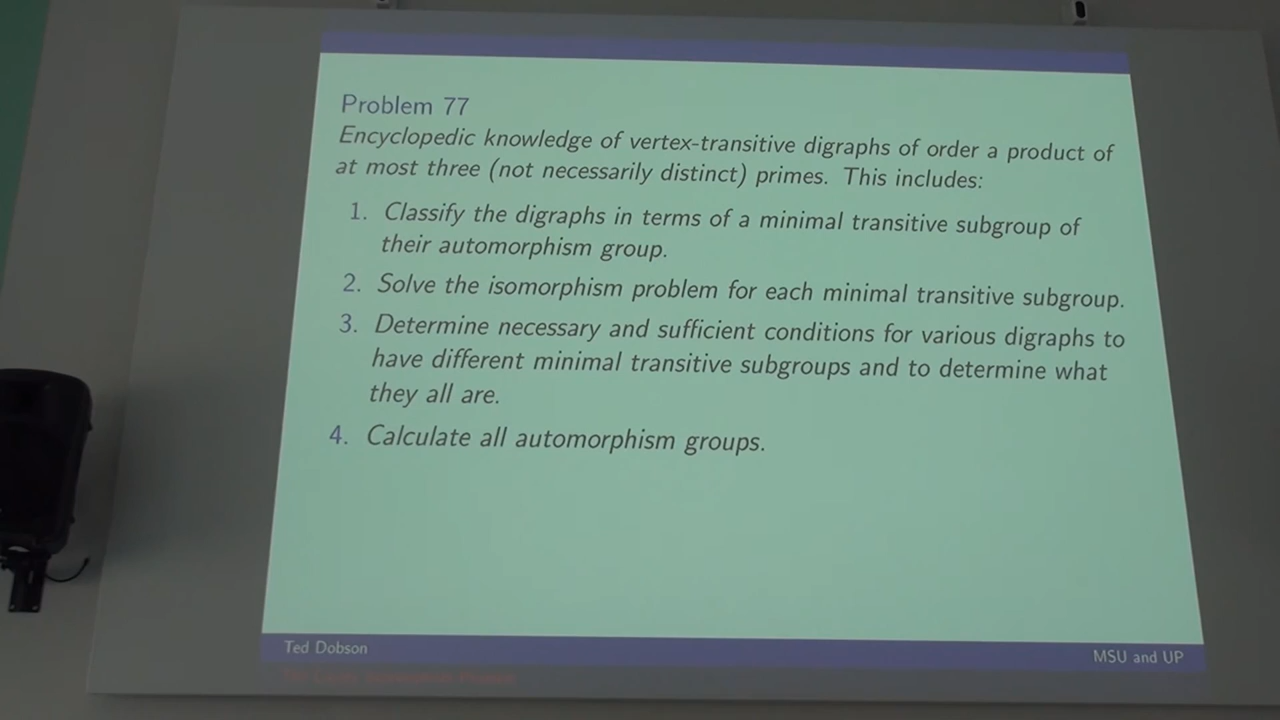 Problem 77
Encyclopedic knowledge of vertex-transitive digraphs of order a product of
at most three (not necessarily distinct) primes. This includes:
1. Classify the digraphs in terms of a minimal transitive subgroup of
their automorphism group.
2. Solve the isomorphism problem for each minimal transitive subgroup.
3. Determine necessary and sufficient conditions for various digraphs to
have different minimal transitive subgroups and to determine what
they all are.
4. Calculate all automorphism groups.
Ted Dobson
MSU and UP